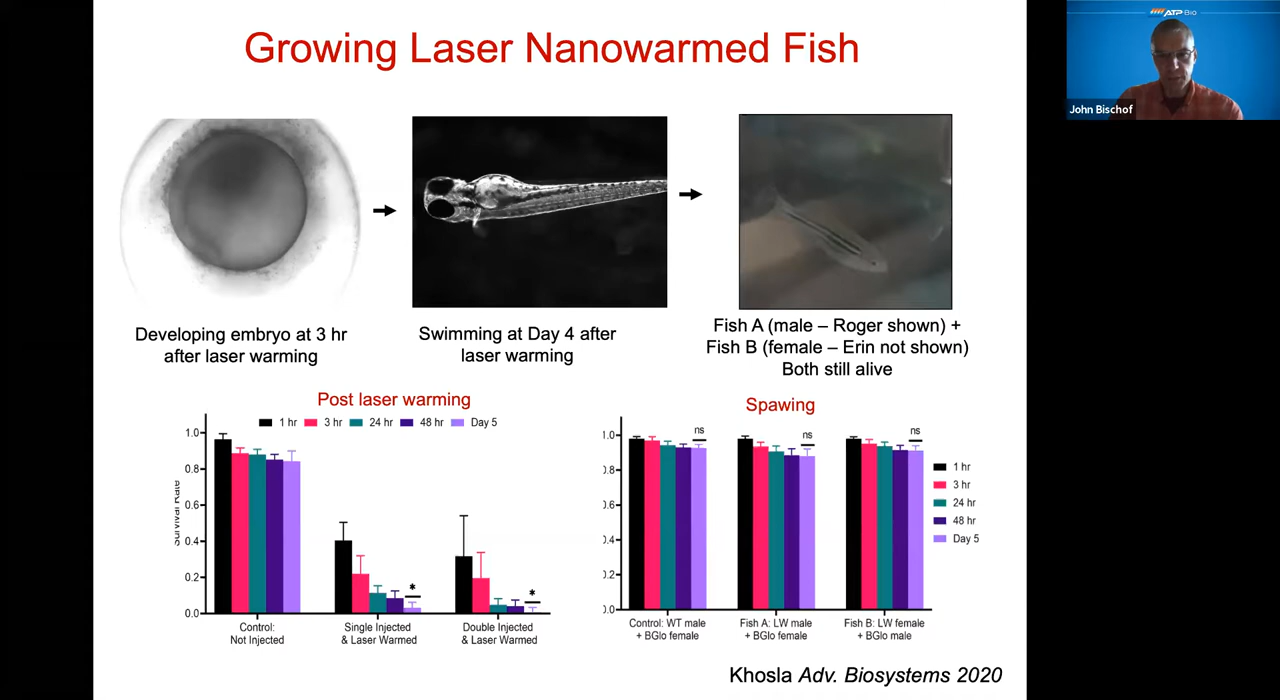 Growing Laser Nanowarmed Fish
ATP Bio
John Bischof
Developing embryo at 3 hr
after laser warming
Swimming at Day 4 after
laser warming
Fish A (male – Roger shown) +
Fish B (female – Erin not shown)
Both still alive
Post laser warming
1 hr 3 hr 24 hr 48 hr Day 5
Survival Rate
1.0
0.8
0.6
0.4
0.2
0.0
*
*
Control:
Not Injected
Single Injected
& Laser Warmed
Double Injected
& Laser Warmed
Spawing
1.0
0.8
0.6
0.4
0.2
0.0
ns
ns
ns
1 hr
3 hr
24 hr
48 hr
Day 5
Control: WT male
+ BGlo female
Fish A: LW male
+ BGlo female
Fish B: LW female
+ BGlo male
Khosla Adv. Biosystems 2020